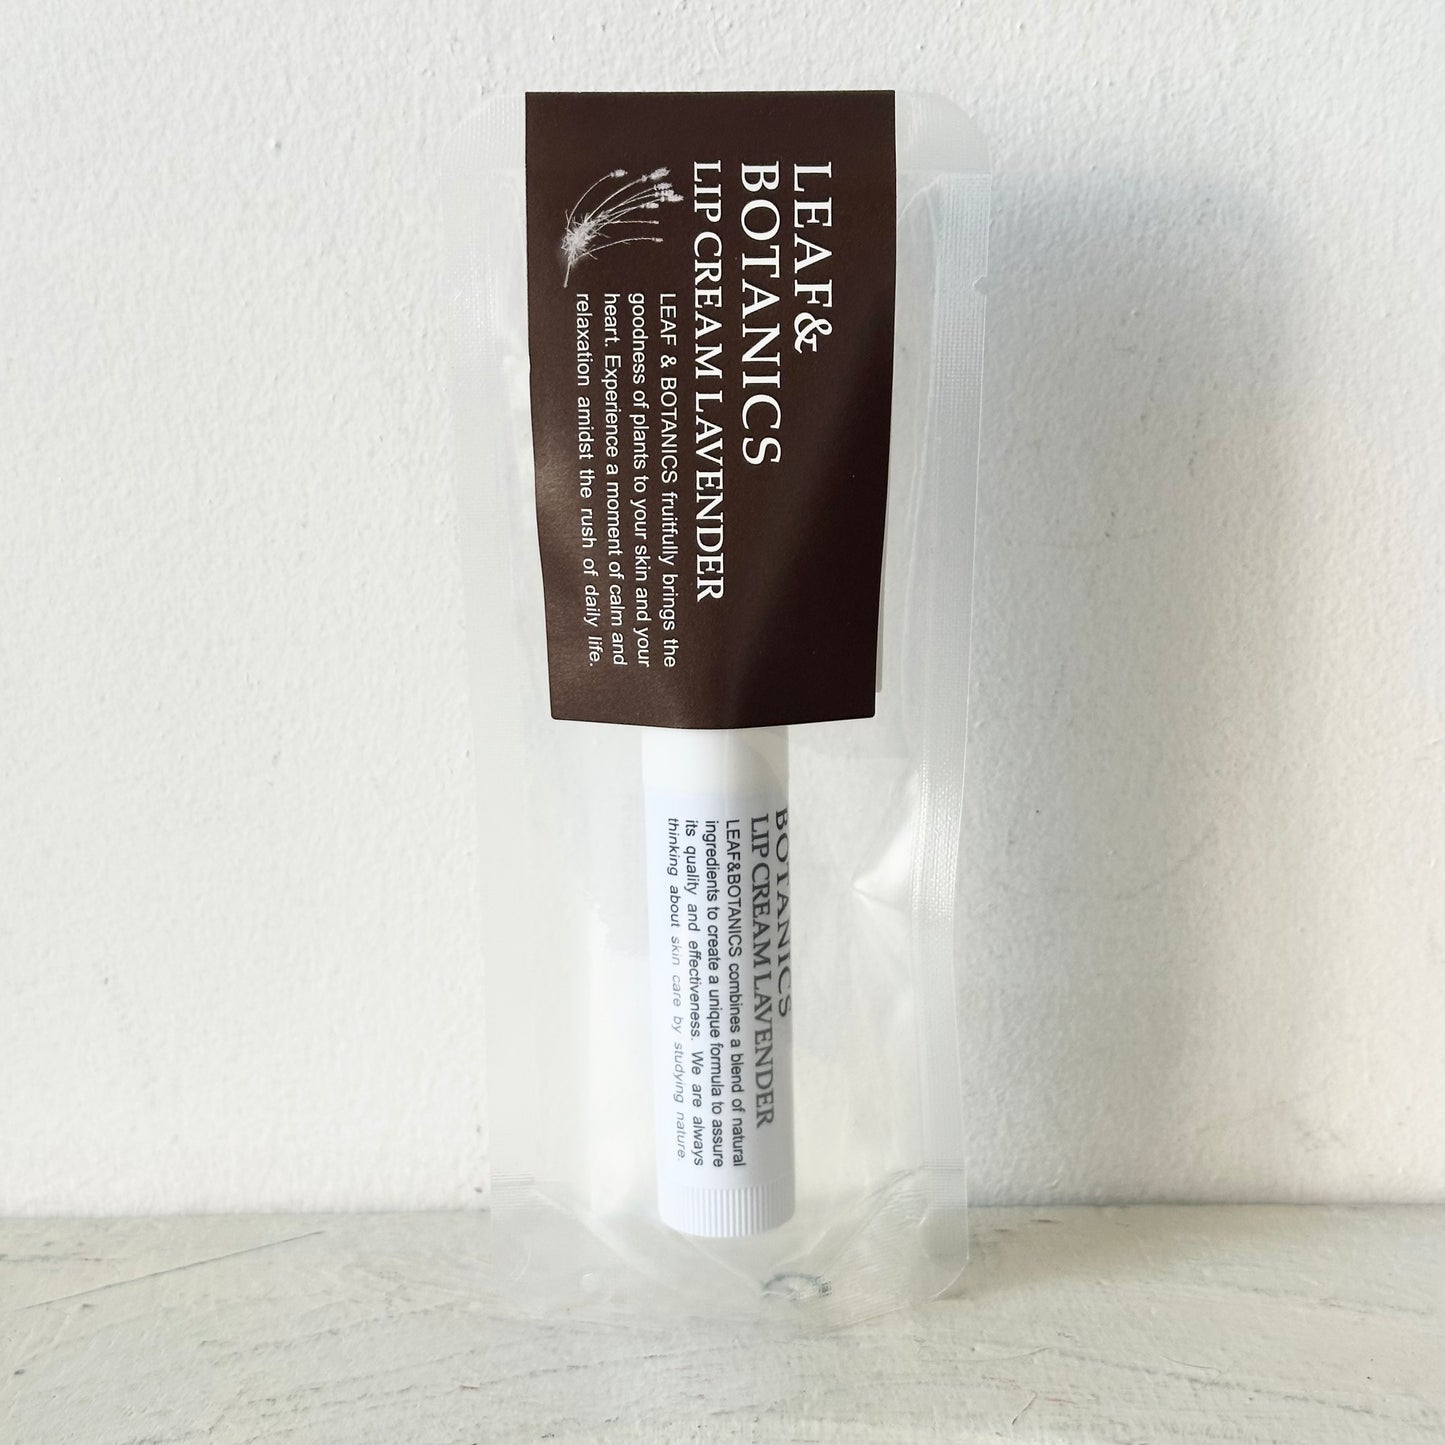 LEAF&
BOTANICS
LIP CREAM LAVENDER
LEAF & BOTANICS fruitfully brings the
goodness of plants to your skin and your
heart. Experience a moment of calm and
relaxation amidst the rush of daily life.
BOTANICS
LIP CREAM LAVENDER
LEAF&BOTANICS combines a blend of natural
ingredients to create a unique formula to assure
its quality and effectiveness. We are always
thinking about skin care by studying nature.